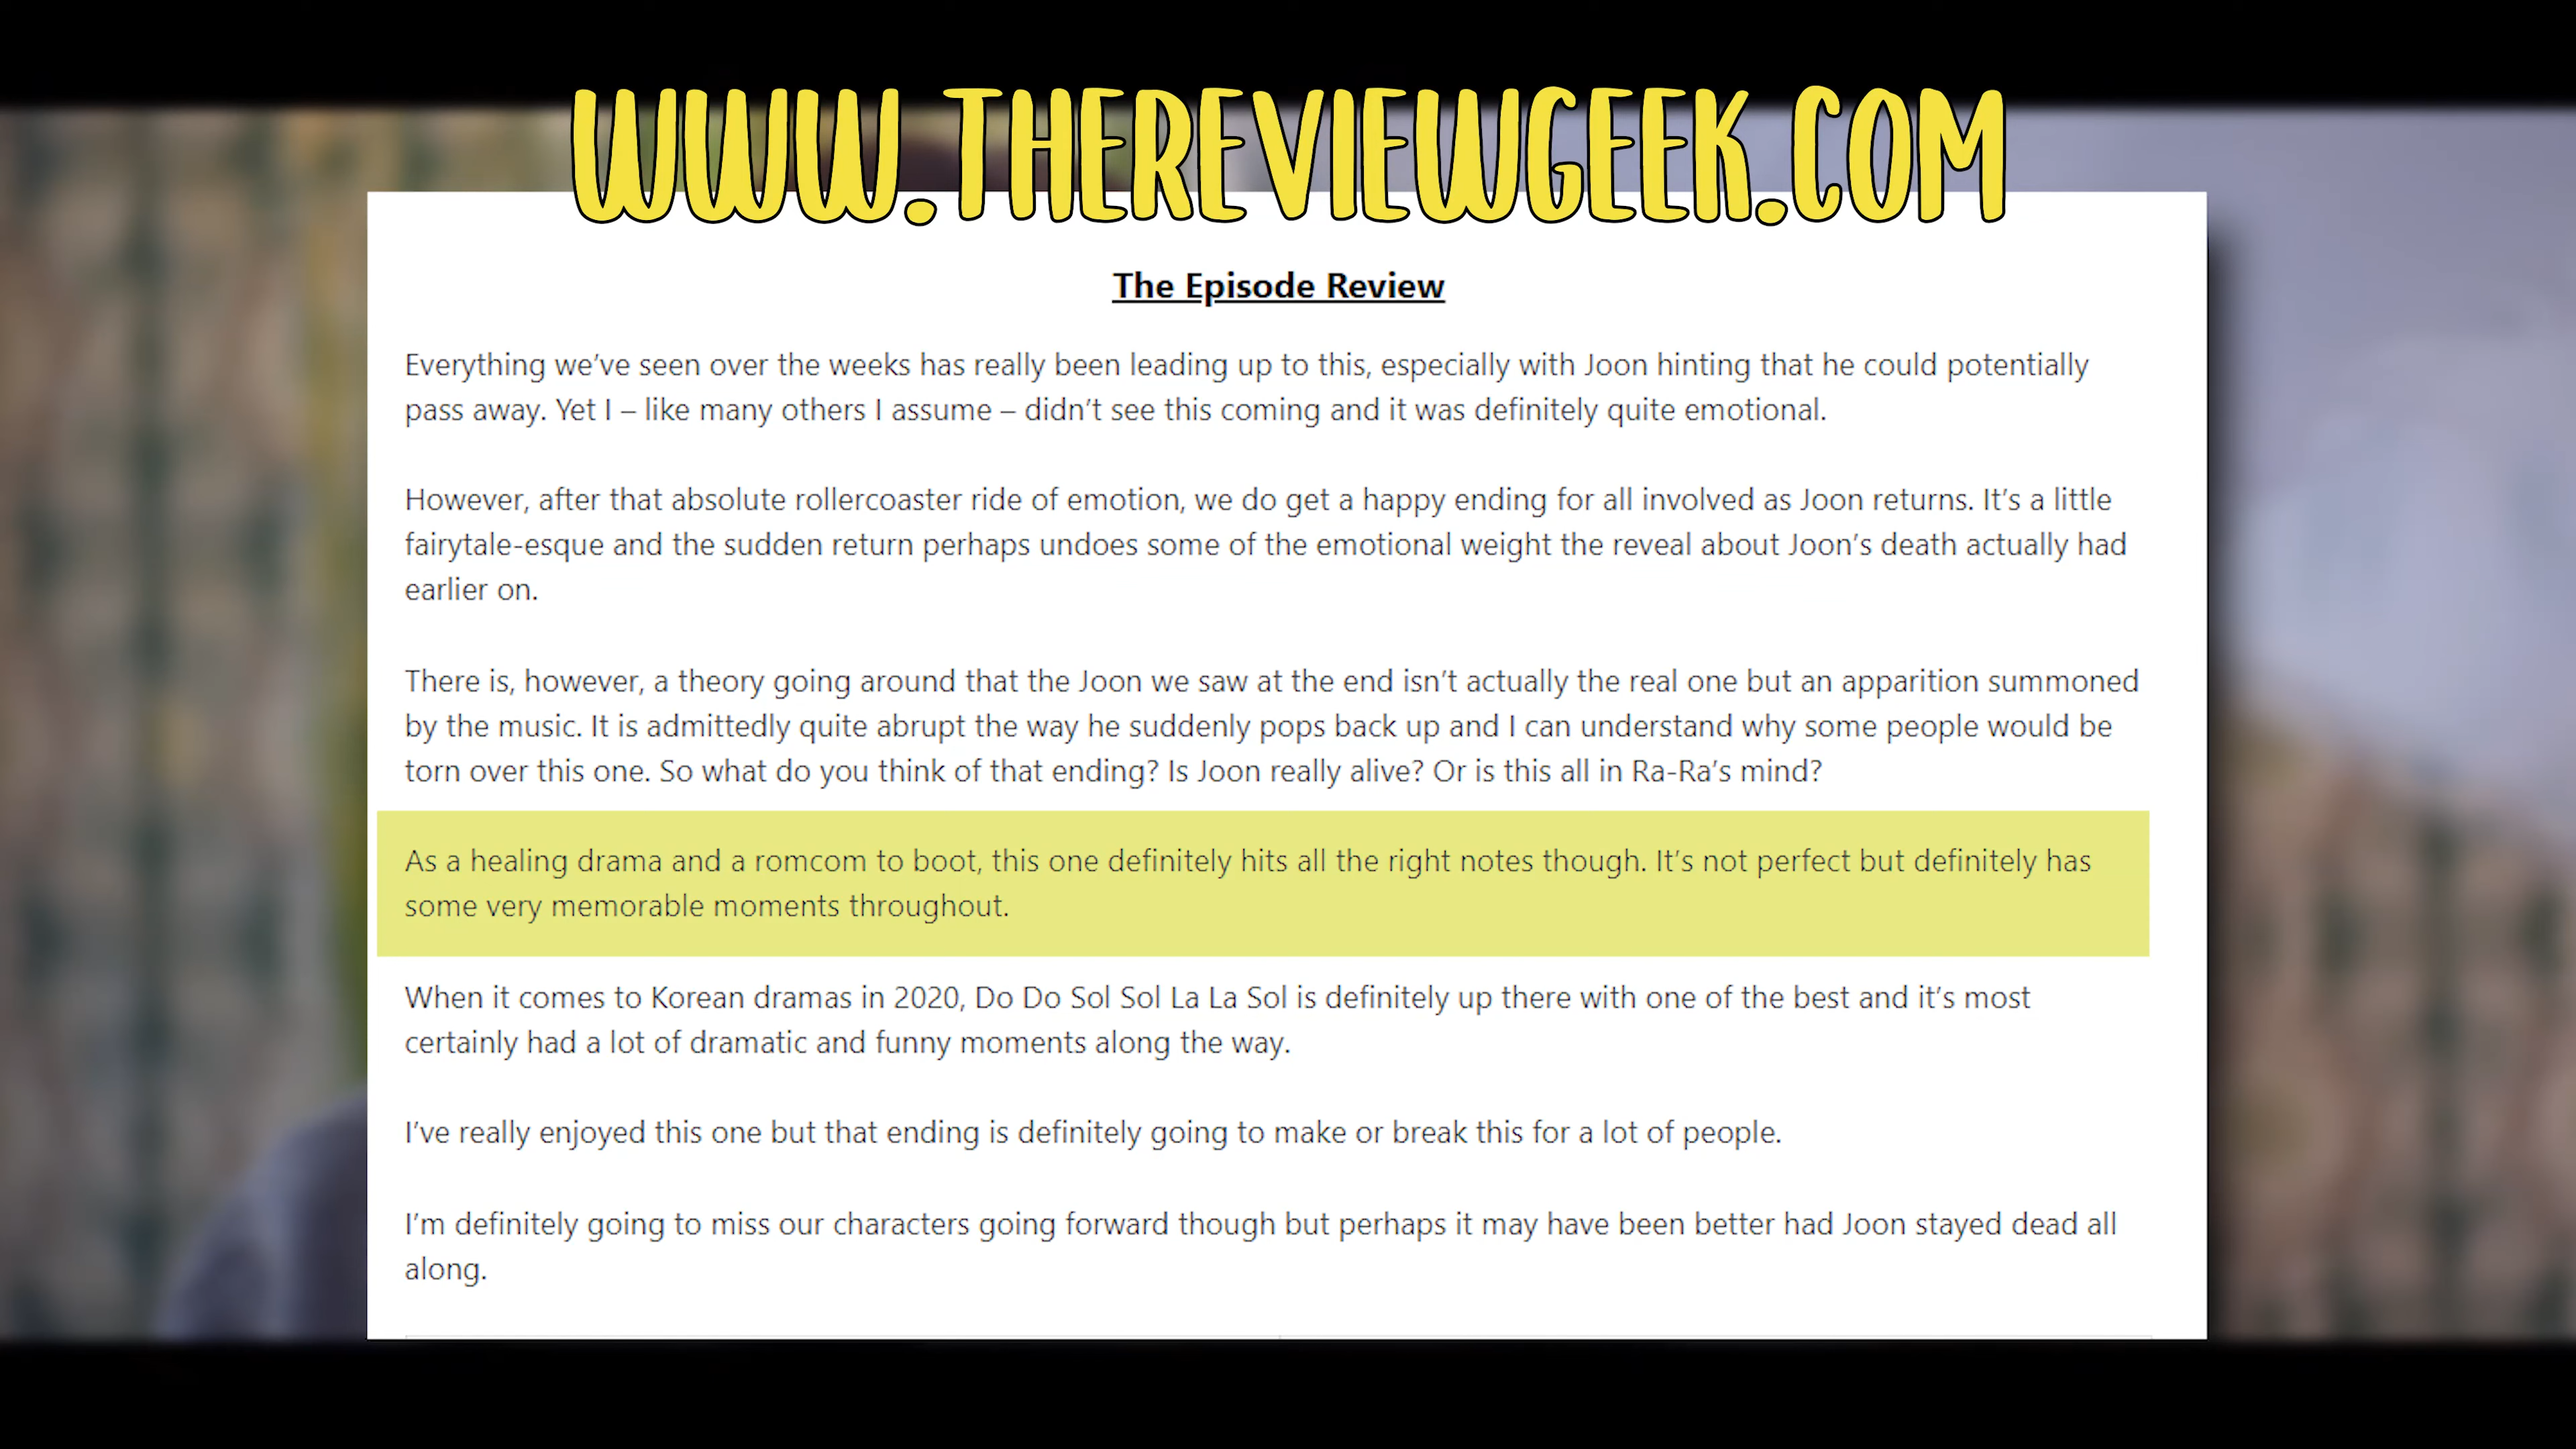 WWW.THEREVIEWGEEK.COM
The Episode Review
Everything we've seen over the weeks has really been leading up to this, especially with Joon hinting that he could potentially
pass away. Yet I – like many others I assume – didn't see this coming and it was definitely quite emotional.
However, after that absolute rollercoaster ride of emotion, we do get a happy ending for all involved as Joon returns. It's a little
fairytale-esque and the sudden return perhaps undoes some of the emotional weight the reveal about Joon's death actually had
earlier on.
There is, however, a theory going around that the Joon we saw at the end isn't actually the real one but an apparition summoned
by the music. It is admittedly quite abrupt the way he suddenly pops back up and I can understand why some people would be
torn over this one. So what do you think of that ending? Is Joon really alive? Or is this all in Ra-Ra's mind?
As a healing drama and a romcom to boot, this one definitely hits all the right notes though. It's not perfect but definitely has
some very memorable moments throughout.
When it comes to Korean dramas in 2020, Do Do Sol Sol La La Sol is definitely up there with one of the best and it's most
certainly had a lot of dramatic and funny moments along the way.
I've really enjoyed this one but that ending is definitely going to make or break this for a lot of people.
I'm definitely going to miss our characters going forward though but perhaps it may have been better had Joon stayed dead all
along.